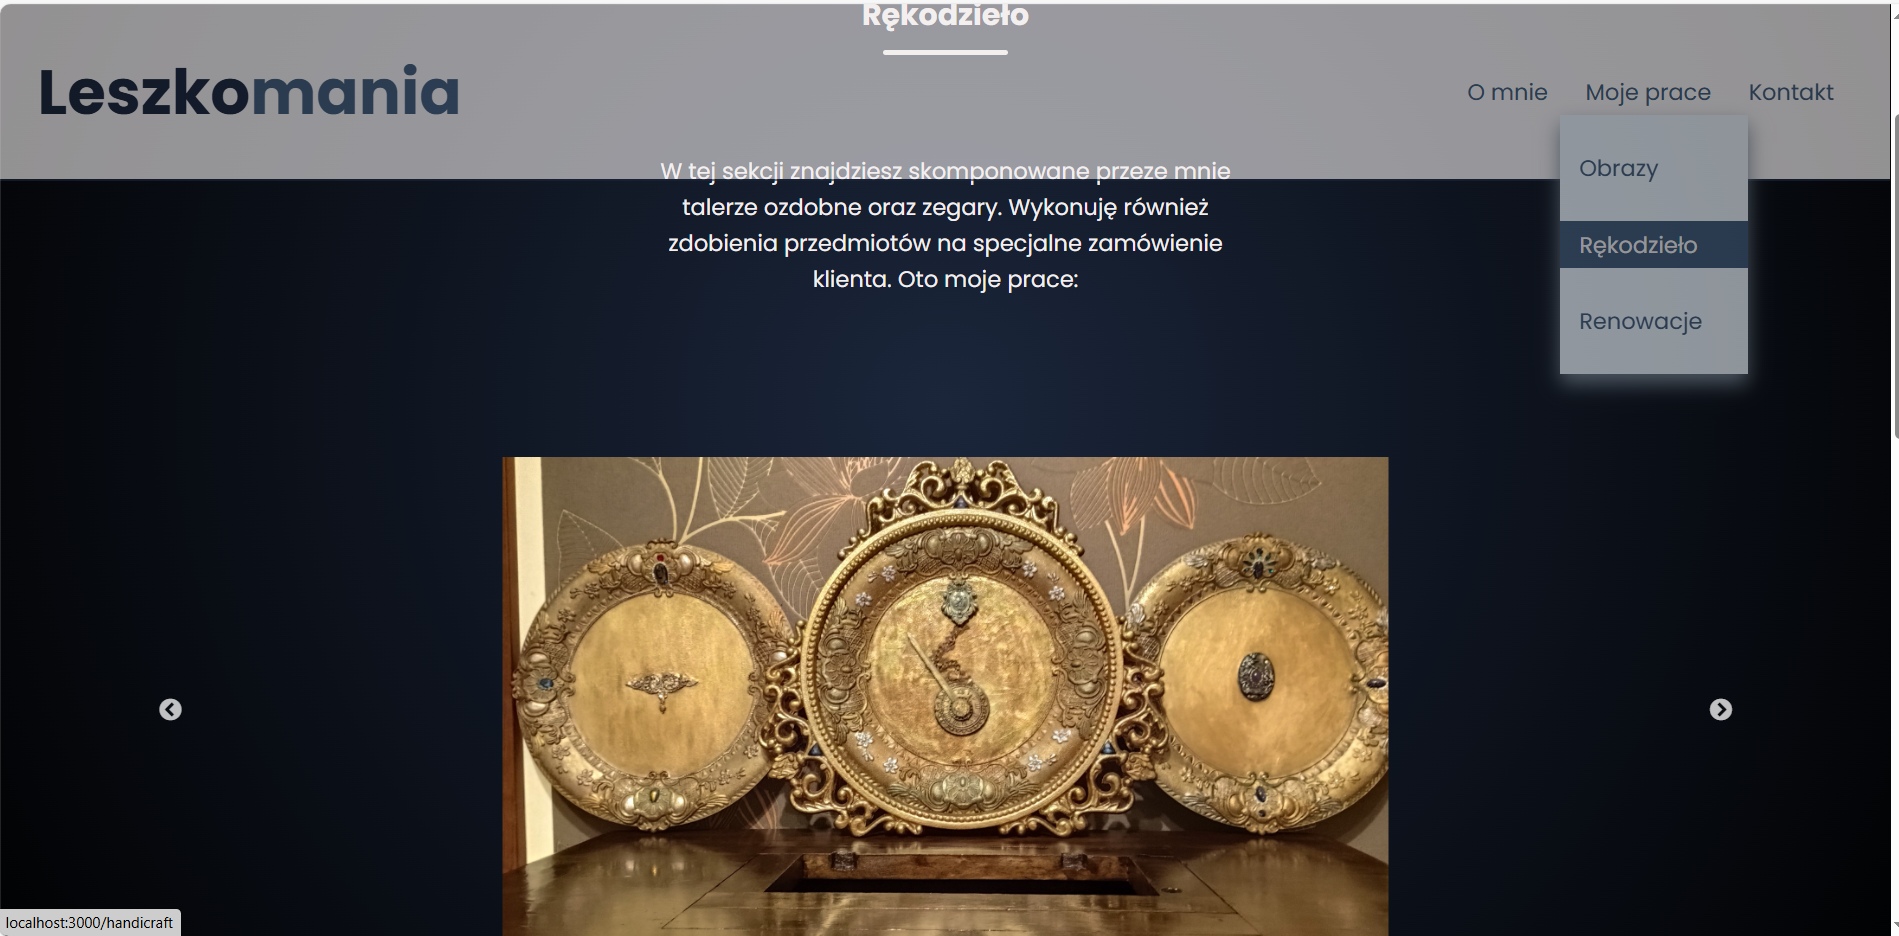 Rękodzieło
Leszkomania
O mnie
Moje prace
Kontakt
Obrazy
Rękodzieło
Renowacje
W tej sekcji znajdziesz skomponowane przeze mnie
talerze ozdobne oraz zegary. Wykonuję również
zdobienia przedmiotów na specjalne zamówienie
klienta. Oto moje prace:
localhost:3000/handicraft